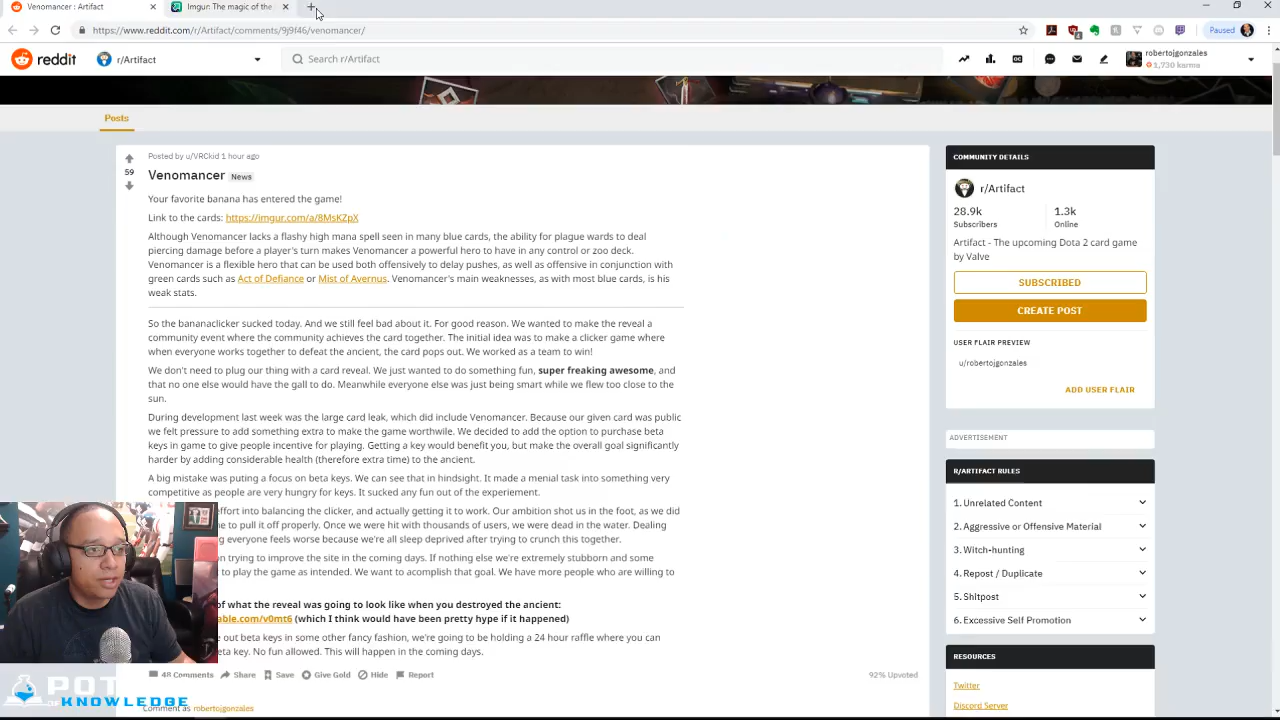 Venomancer : Artifact
Imgur: The magic of the
https://www.reddit.com/r/Artifact/comments/9j9f46/venomancer/
Paused
reddit
r/Artifact
Search r/Artifact
robertojgonzales
1,730 karma
Posts
Posted by u/VRCkid 1 hour ago
59
Venomancer News
Your favorite banana has entered the game!
Link to the cards: https://imgur.com/a/8MsKZpX
Although Venomancer lacks a flashy high mana spell seen in many blue cards, the ability for plague wards to deal
piercing damage before a player's turn makes Venomancer a powerful hero to have in any control or zoo deck.
Venomancer is a flexible hero that can be used both offensively to delay pushes, as well as offensive in conjunction with
green cards such as Act of Defiance or Mist of Avernus. Venomancer's main weaknesses, as with most blue cards, is his
weak stats.
So the bananaclicker sucked today. And we still feel bad about it. For good reason. We wanted to make the reveal a
community event where the community achieves the card together. The initial idea was to make a clicker game where
when everyone works together to defeat the ancient, the card pops out. We worked as a team to win!
We don't need to plug our thing with a card reveal. We just wanted to do something fun, super freaking awesome, and
that no one else would have the gall to do. Meanwhile everyone else was just being smart while we flew too close to the
sun.
During development last week was the large card leak, which did include Venomancer. Because our given card was public
we felt pressure to add something extra to make the game worthwile. We decided to add the option to purchase beta
keys in game to give people incentive for playing. Getting a key would benefit you, but make the overall goal significantly
harder by adding considerable health (therefore extra time) to the ancient.
A big mistake was puting a focus on beta keys. We can see that in hindsight. It made a menial task into something very
competitive as people are very hungry for keys. It sucked any fun out of the experiement.
effort into balancing the clicker, and actually getting it to work. Our ambition shot us in the foot, as we did
e to pull it off properly. Once we were hit with thousands of users, we were dead in the water. Dealing
g everyone feels worse because we're all sleep deprived after trying to crunch this together.
n trying to improve the site in the coming days. If nothing else we're extremely stubborn and some
to play the game as intended. We want to acomplish that goal. We have more people who are willing to
of what the reveal was going to look like when you destroyed the ancient:
able.com/v0mt6 (which I think would have been pretty hype if it happened)
e out beta keys in some other fancy fashion, we're going to be holding a 24 hour raffle where you can
beta key. No fun allowed. This will happen in the coming days.
48 Comments Share Save Give Gold Hide Report 92% Upvoted
Comment as robertojgonzales
COMMUNITY DETAILS
r/Artifact
28.9k 1.3k
Subscribers Online
Artifact - The upcoming Dota 2 card game
by Valve
SUBSCRIBED
CREATE POST
USER FLAIR PREVIEW
u/robertojgonzales
ADD USER FLAIR
ADVERTISEMENT
R/ARTIFACT RULES
1. Unrelated Content
2. Aggressive or Offensive Material
3. Witch-hunting
4. Repost / Duplicate
5. Shitpost
6. Excessive Self Promotion
RESOURCES
Twitter
Discord Server
POT
KNOWLEDGE